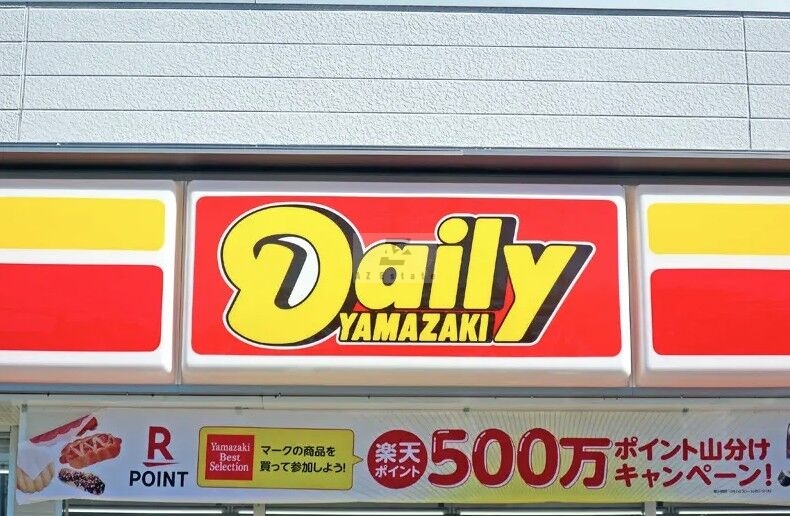 Daily
YAMAZAKI
AZ Estate
R
POINT
Yamazaki
Best
Selection
マークの商品を
買って参加しよう!
楽天
ポイント
500万
ポイント山分け
キャンペーン!